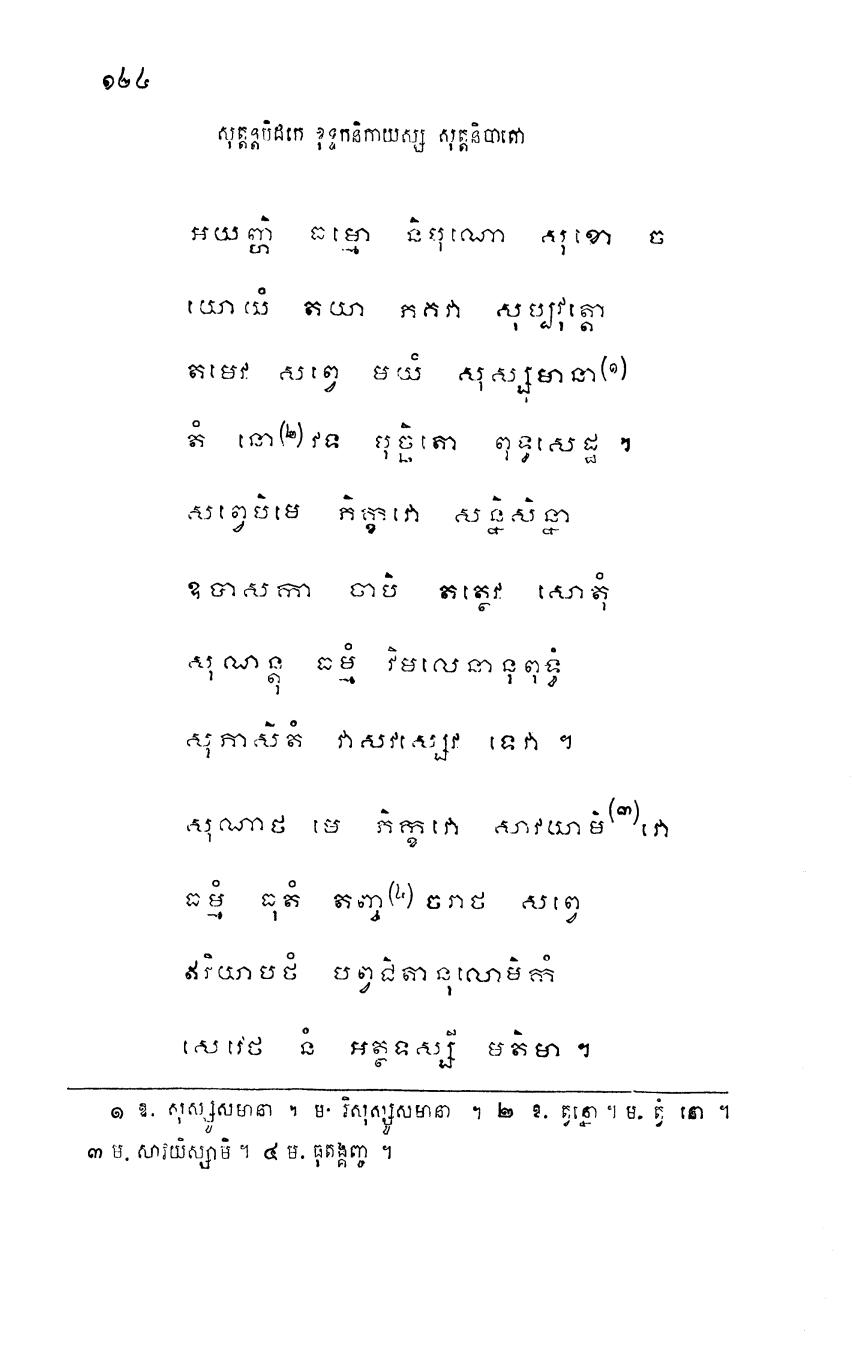 ១២៤
សុត្តន្តបិដកេ ខុទ្ទកនិកាយស្ស សុត្តនិបាតោ
អយញ្ហិ ធម្មោ និបុណោ សុខោ ច
យោយំ តយា ភគវា សុប្បវុត្តោ
តមេវ សព្វេ មយំ សុស្សុមានា(១)
តំ នោ(២) វទ បុច្ឆិតោ ពុទ្ធសេដ្ឋ ។
សព្វេបិមេ ភិក្ខវោ សន្និសិន្នា
ឧបាសកា ចាបិ តត្ថេវ សោតុំ
សុណន្តុ ធម្មំ វិមលេនានុពុទ្ធំ
សុភាសិតំ វាសវស្សេវ ទេវា ។
សុណាថ មេ ភិក្ខវោ សាវយាមិ(៣)វោ
ធម្មំ ធុតំ តញ្ច(៤) ចរាថ សព្វេ
ឥរិយាបថំ បព្វជិតានុលោមិកំ
សេវេថ នំ អត្ថទស្សី មតិមា ។
១ ឱ. សុស្សូសមានា ។ ម. វិសុស្សូសមានា ។ ២ ឱ. ត្វន្នោ ។ ម. ត្វំ នោ ។
៣ ម. សាវយិស្សាមិ ។ ៤ ម. ធុតង្គញ្ច ។